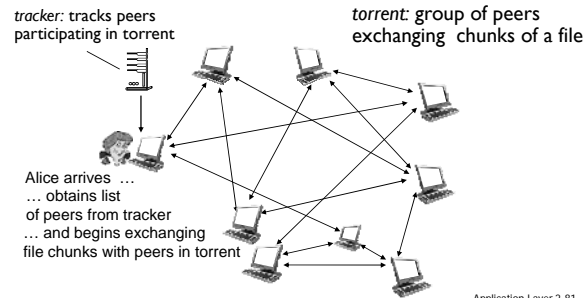 tracker: tracks peers
participating in torrent
torrent: group of peers
exchanging chunks of a file
Alice arrives …
… obtains list
of peers from tracker
… and begins exchanging
file chunks with peers in torrent
Application Layer 2-81